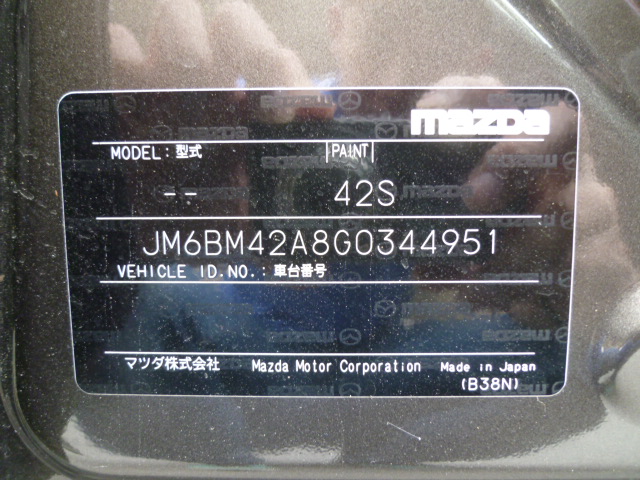 mazda
MODEL: 型式 PAINT
-- 42S
JM6BM42A8G0344951
VEHICLE ID.NO.: 車台番号
マツダ株式会社 Mazda Motor Corporation Made in Japan
(B38N)